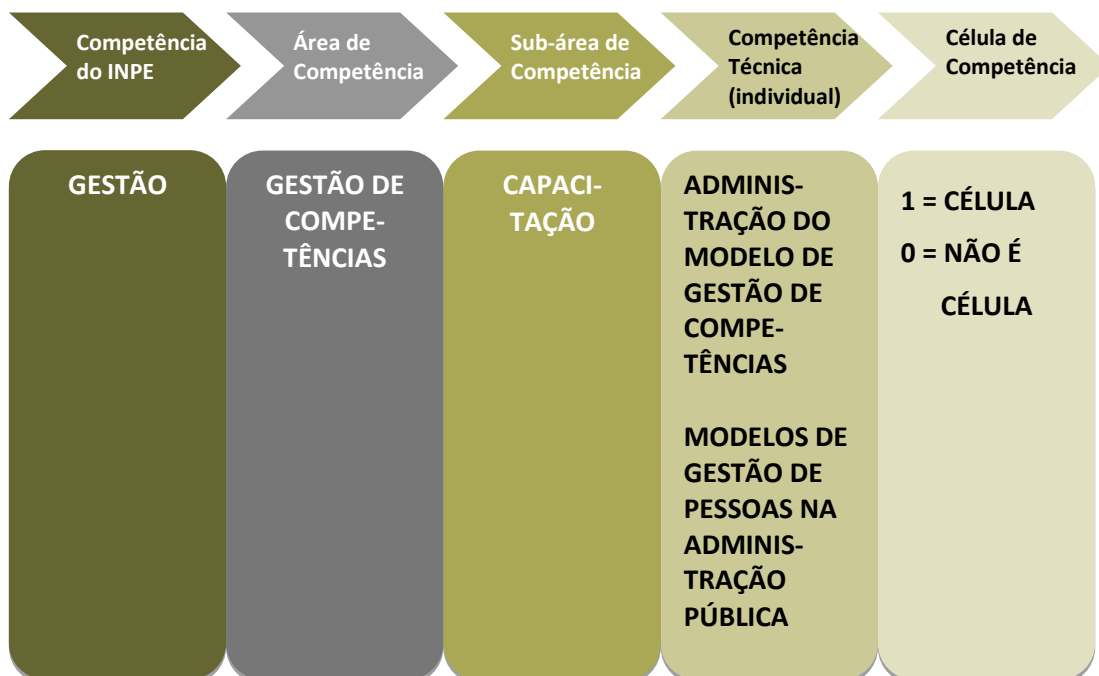 Competência
do INPE
Área de
Competência
Sub-área de
Competência
Competência
Técnica
(individual)
Célula de
Competência
GESTÃO
GESTÃO DE
COMPE-
TÊNCIAS
CAPACI-
TAÇÃO
ADMINIS-
TRAÇÃO DO
MODELO DE
GESTÃO DE
COMPE-
TÊNCIAS
MODELOS DE
GESTÃO DE
PESSOAS NA
ADMINIS-
TRAÇÃO
PÚBLICA
1 = CÉLULA
0 = NÃO É
CÉLULA